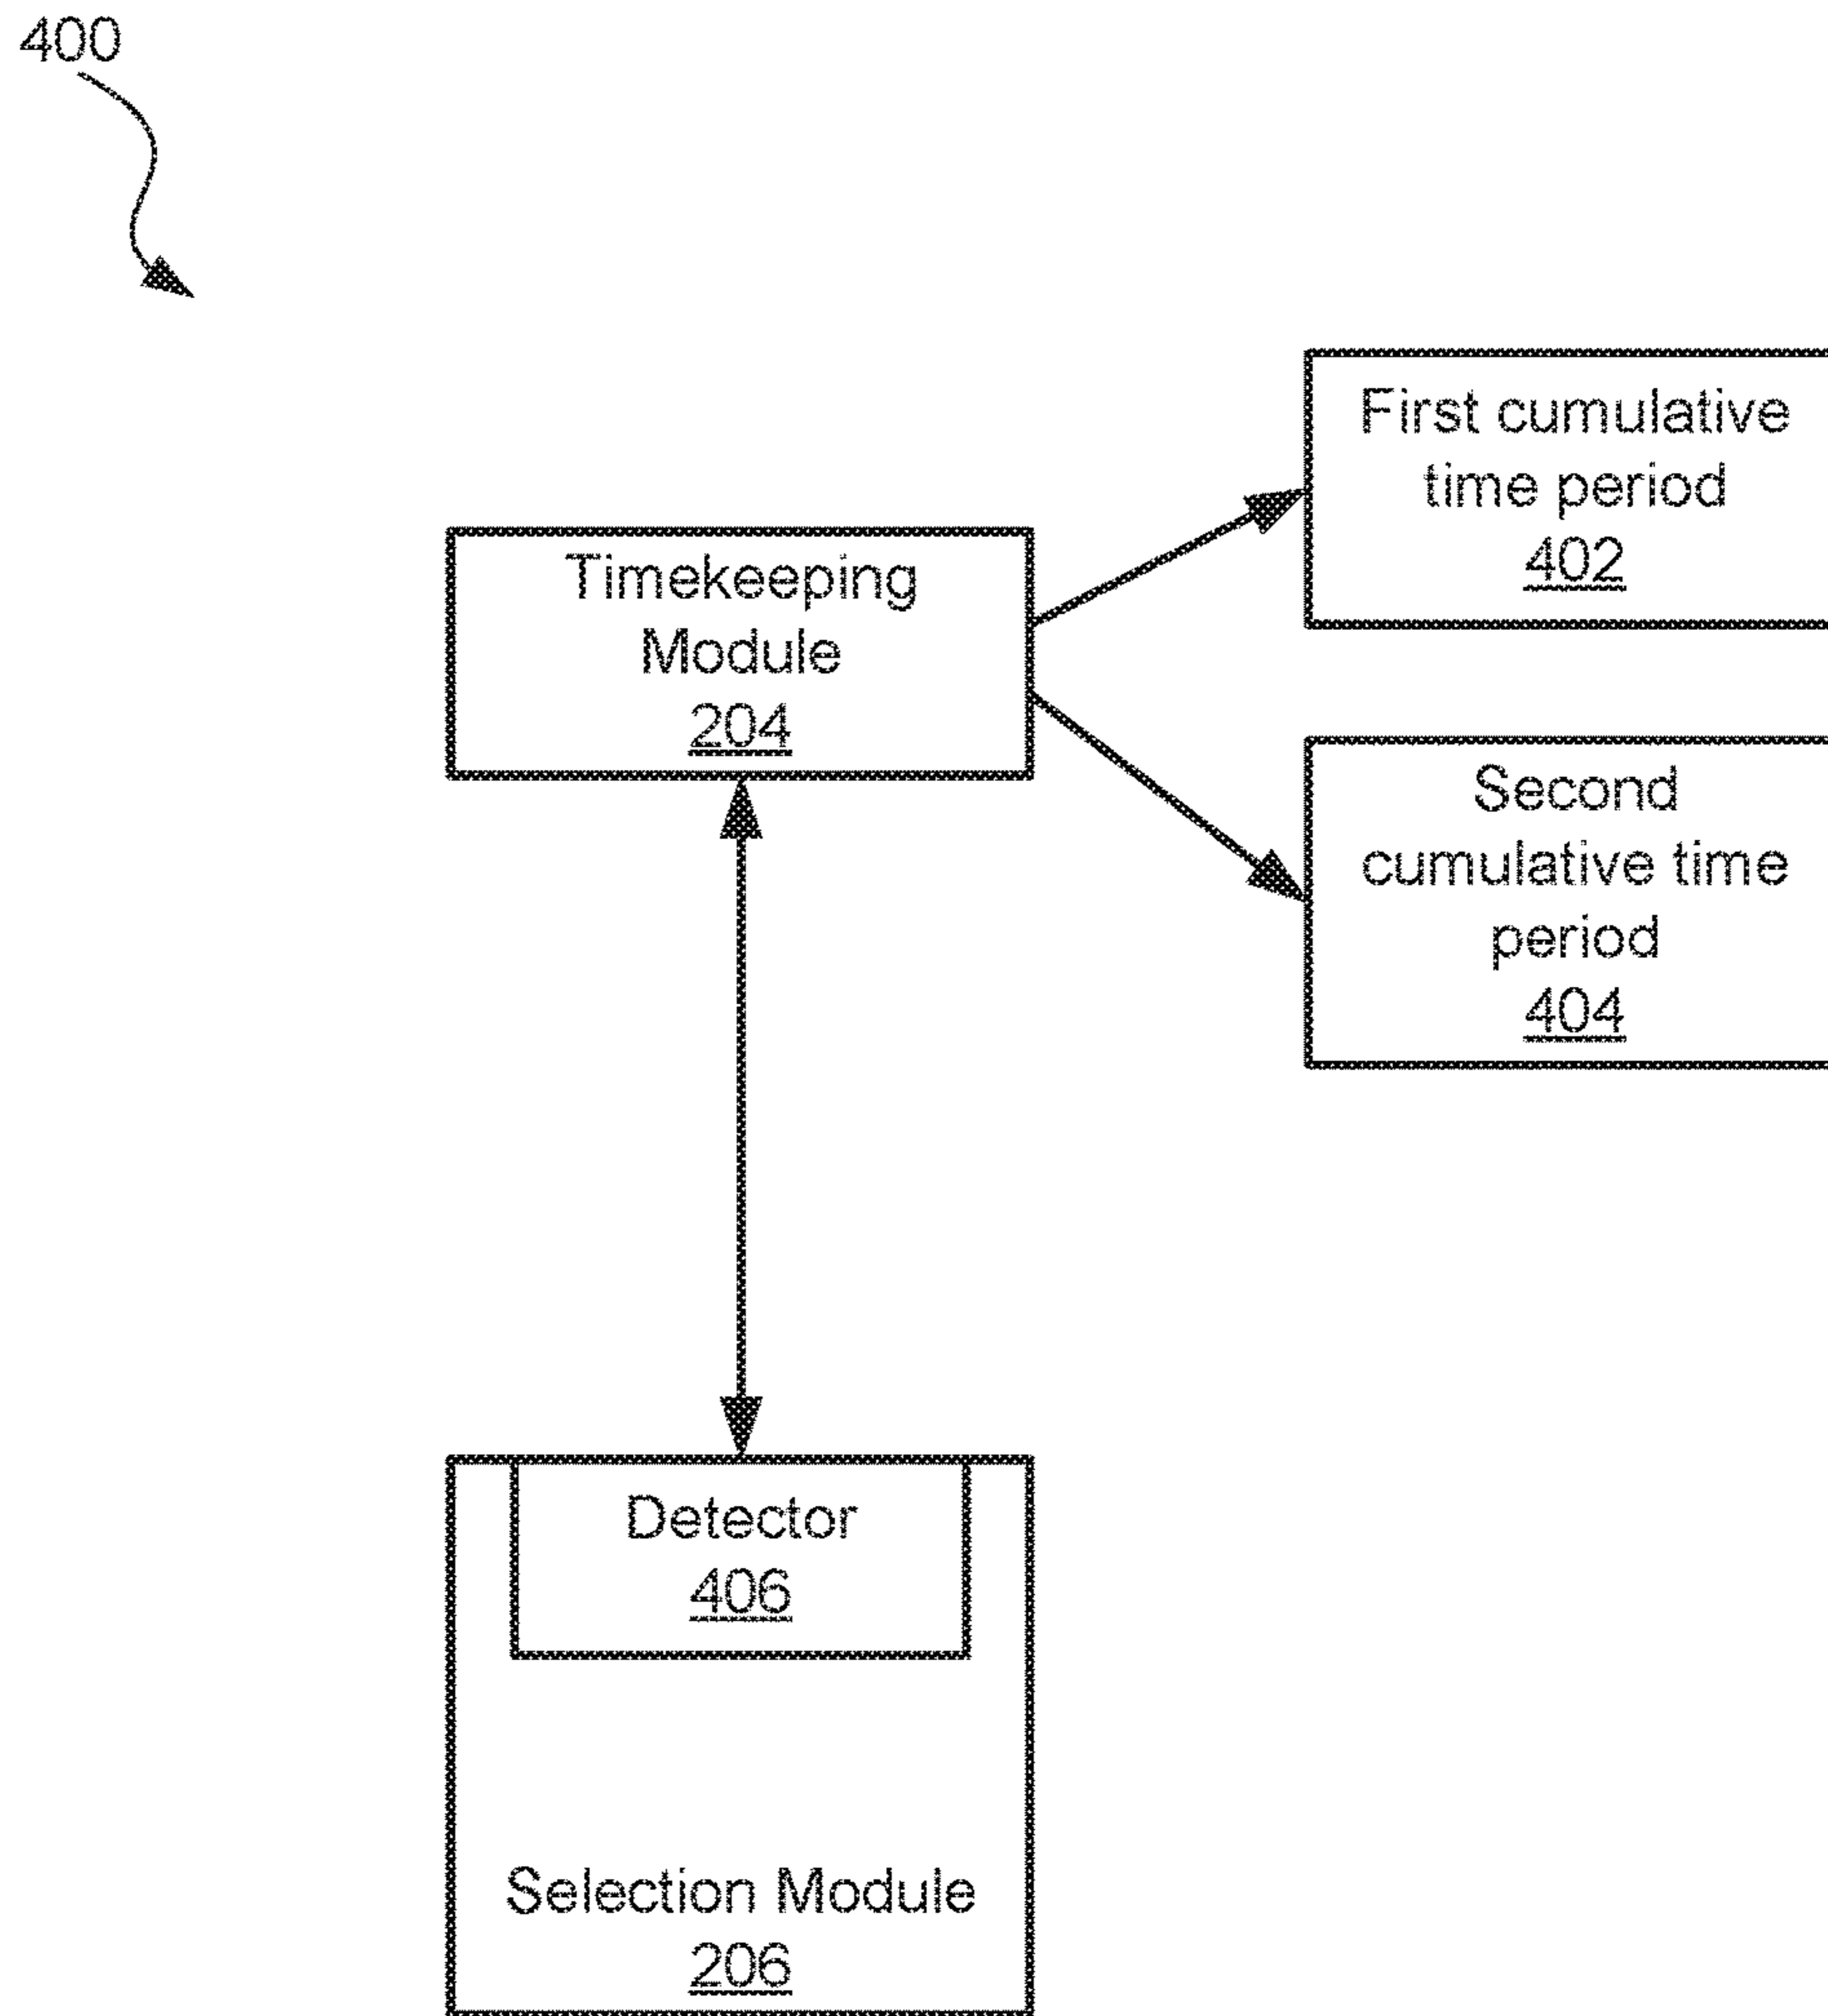 400
First cumulative
time period
402
Timekeeping
Module
204
Second
cumulative time
period
404
Detector
406
Selection Module
206